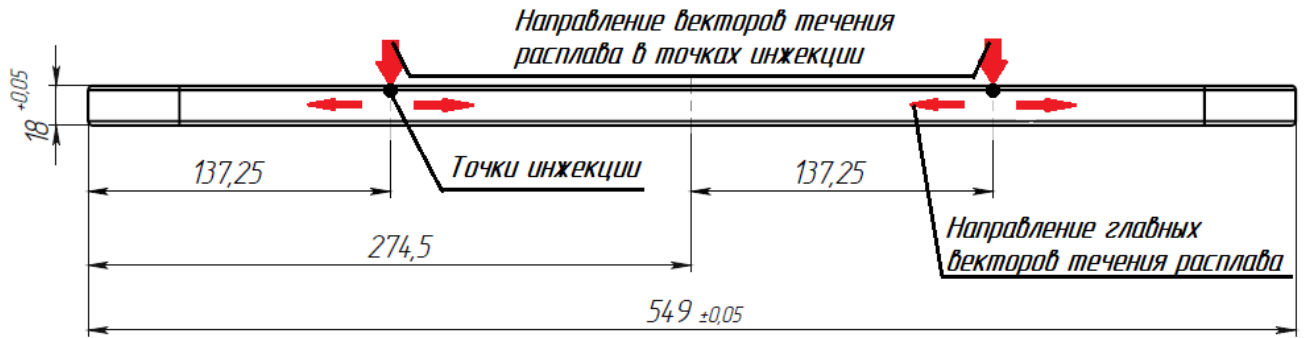 Направление векторов течения
расплава в точках инжекции
18 +0,05
137,25
Точки инжекции
137,25
Направление главных
векторов течения расплава
274,5
549 ±0,05